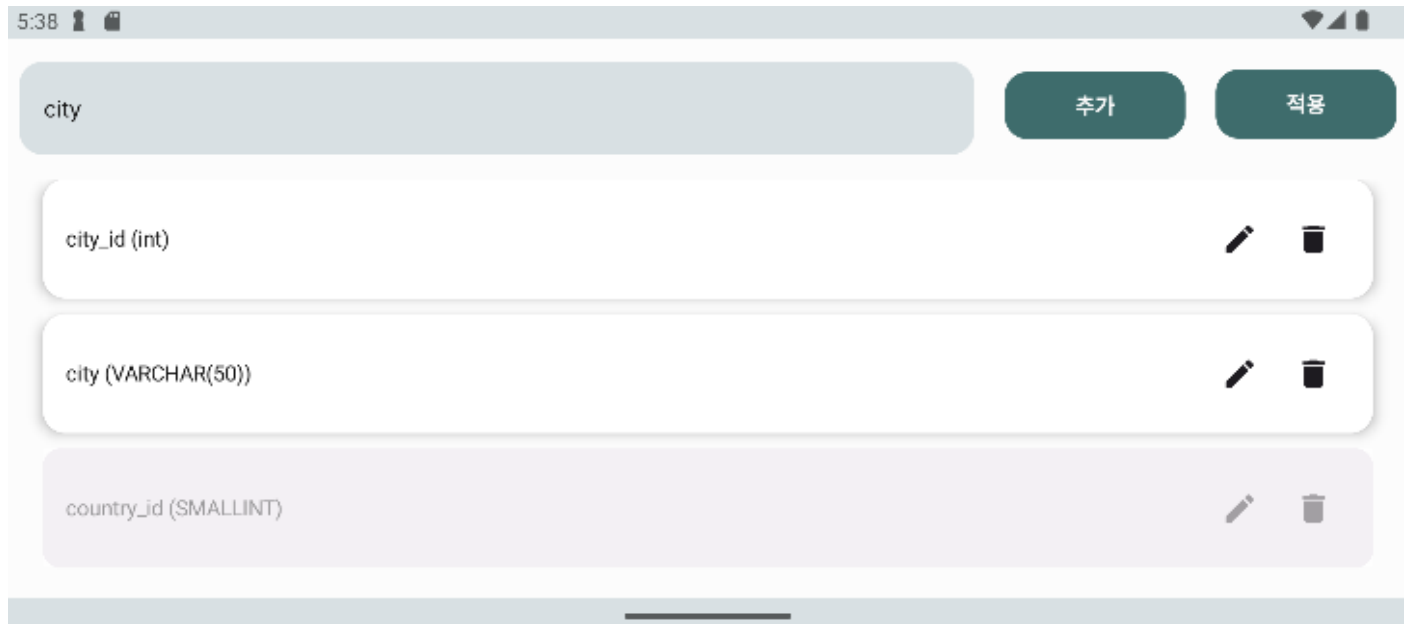 5:38
city
추가
적용
city_id (int)
city (VARCHAR(50))
country_id (SMALLINT)